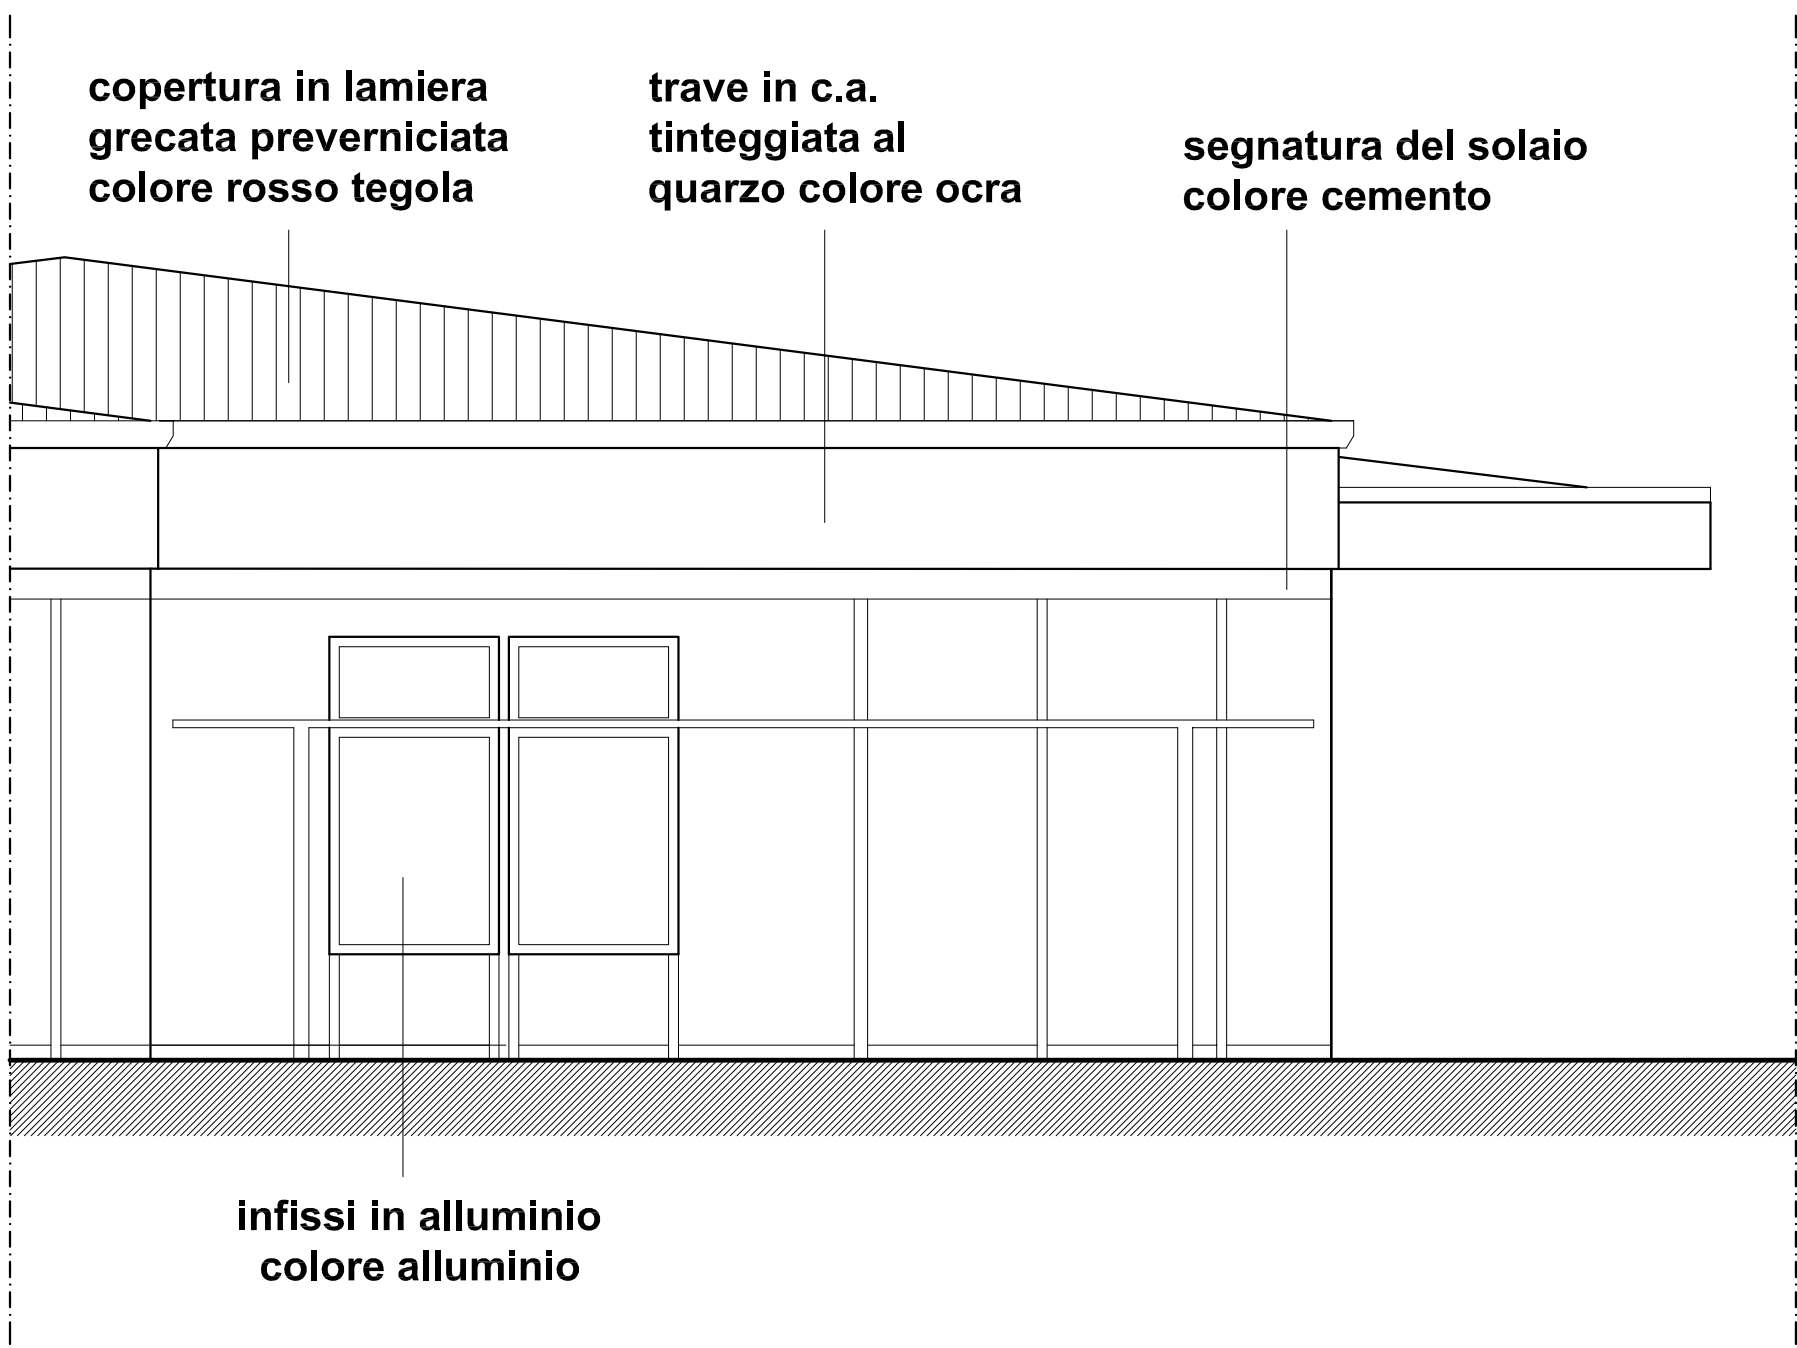 copertura in lamiera
grecata preverniciata
colore rosso tegola
trave in c.a.
tinteggiata al
quarzo colore ocra
segnatura del solaio
colore cemento
infissi in alluminio
colore alluminio